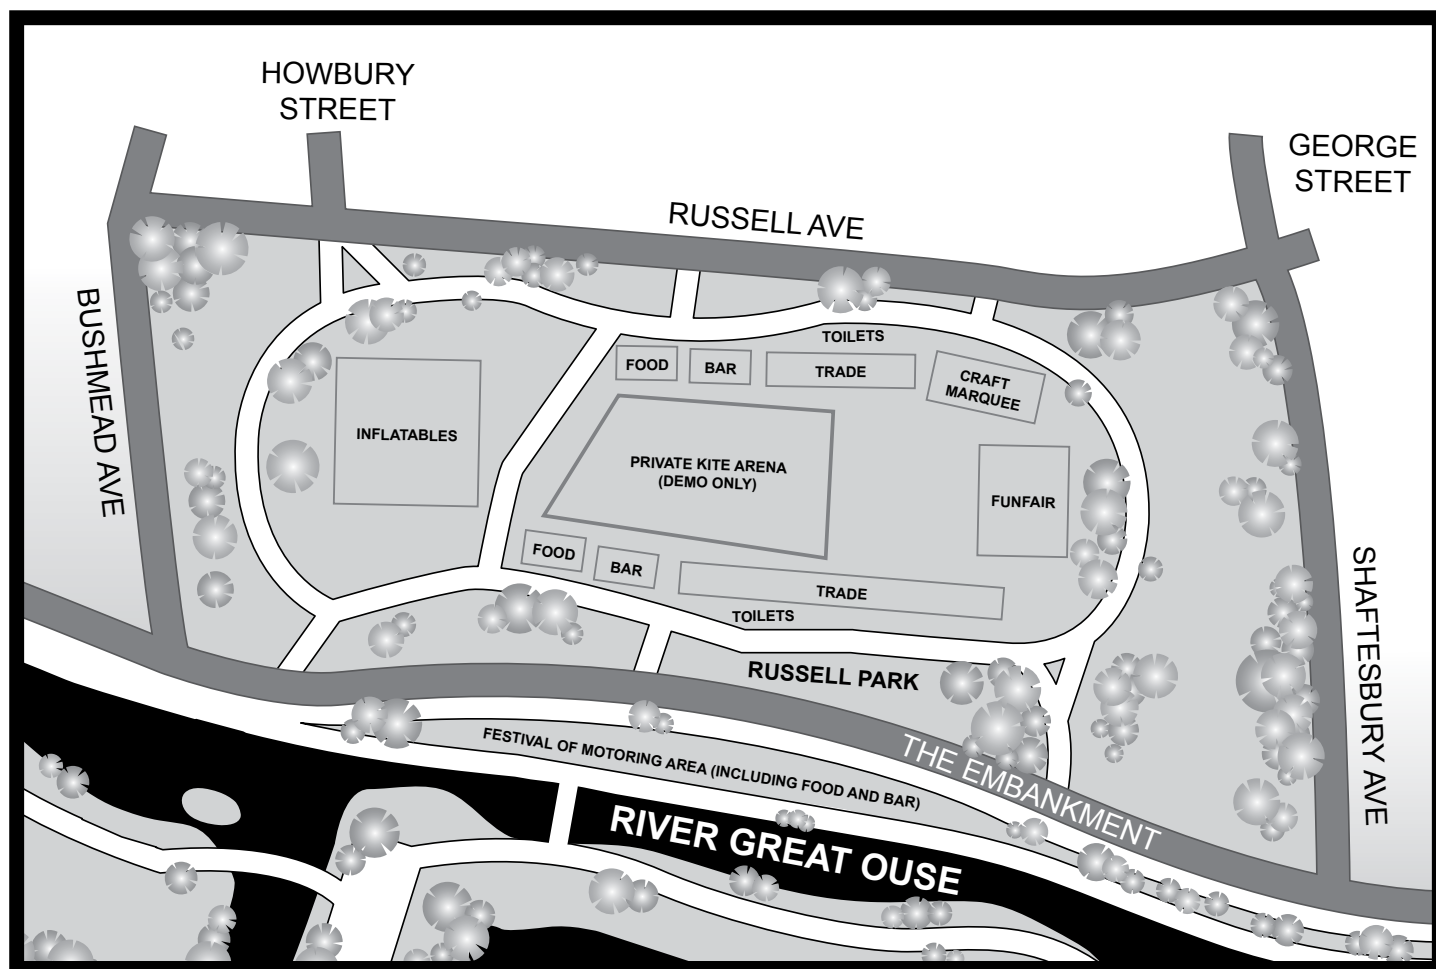 HOWBURY
STREET
GEORGE
STREET
RUSSELL AVE
BUSHMEAD AVE
TOILETS
FOOD
BAR
TRADE
CRAFT
MARQUEE
INFLATABLES
PRIVATE KITE ARENA
(DEMO ONLY)
FUNFAIR
FOOD
BAR
TRADE
TOILETS
SHAFTESBURY AVE
RUSSELL PARK
THE EMBANKMENT
FESTIVAL OF MOTORING AREA (INCLUDING FOOD AND BAR)
RIVER GREAT OUSE